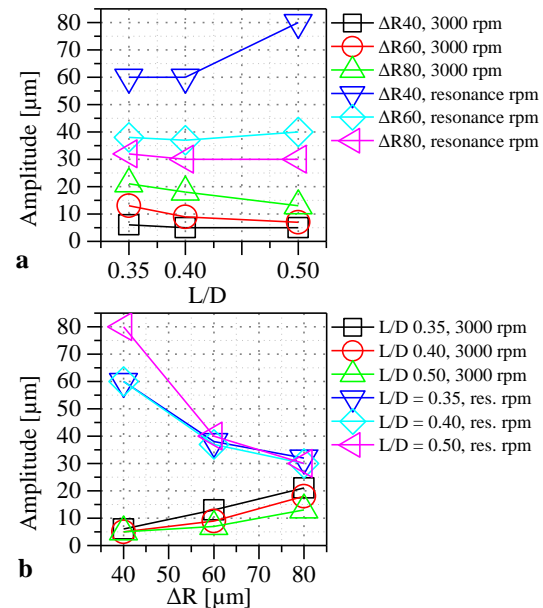 80
70
60
50
40
30
20
10
0
Amplitude [µm]
0.35 0.40 0.50
L/D
a
ΔR40, 3000 rpm
ΔR60, 3000 rpm
ΔR80, 3000 rpm
ΔR40, resonance rpm
ΔR60, resonance rpm
ΔR80, resonance rpm
80
70
60
50
40
30
20
10
0
Amplitude [µm]
40 50 60 70 80
ΔR [µm]
b
L/D 0.35, 3000 rpm
L/D 0.40, 3000 rpm
L/D 0.50, 3000 rpm
L/D = 0.35, res. rpm
L/D = 0.40, res. rpm
L/D = 0.50, res. rpm